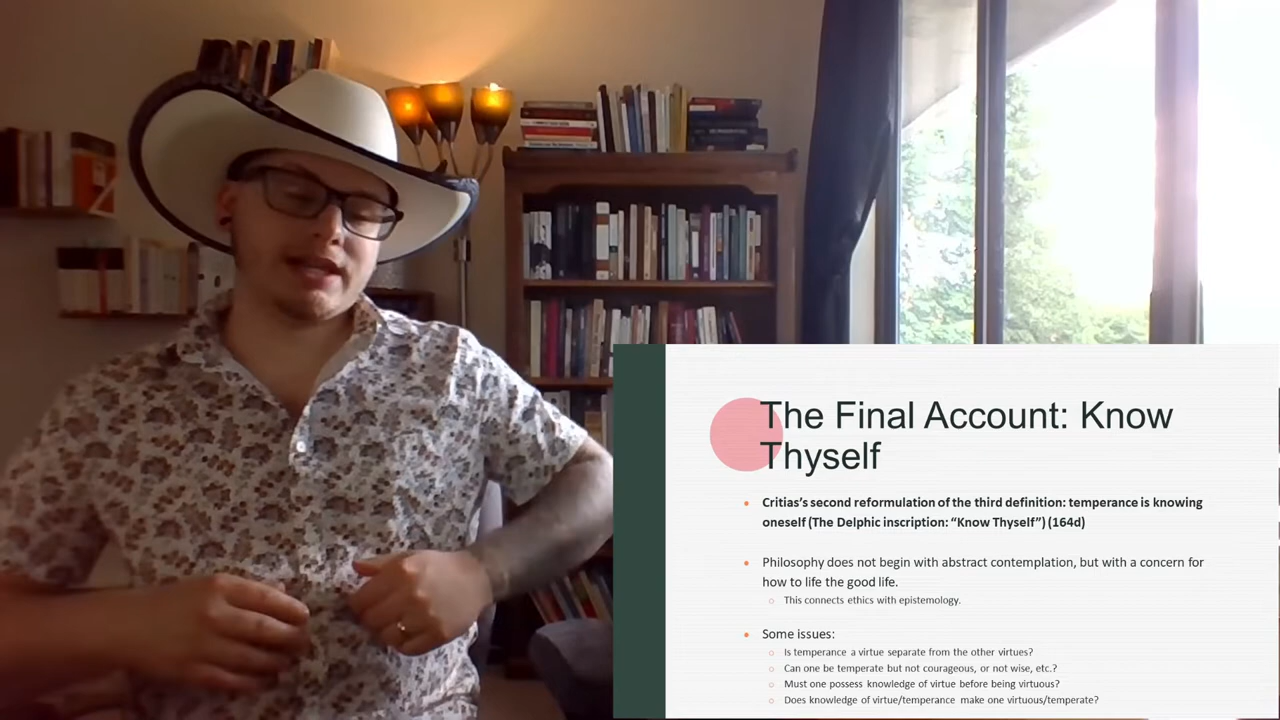 The Final Account: Know
Thyself
Critias's second reformulation of the third definition: temperance is knowing
oneself (The Delphic inscription: “Know Thyself”) (164d)
Philosophy does not begin with abstract contemplation, but with a concern for
how to life the good life.
This connects ethics with epistemology.
Some issues:
Is temperance a virtue separate from the other virtues?
Can one be temperate but not courageous, or not wise, etc.?
Must one possess knowledge of virtue before being virtuous?
Does knowledge of virtue/temperance make one virtuous/temperate?